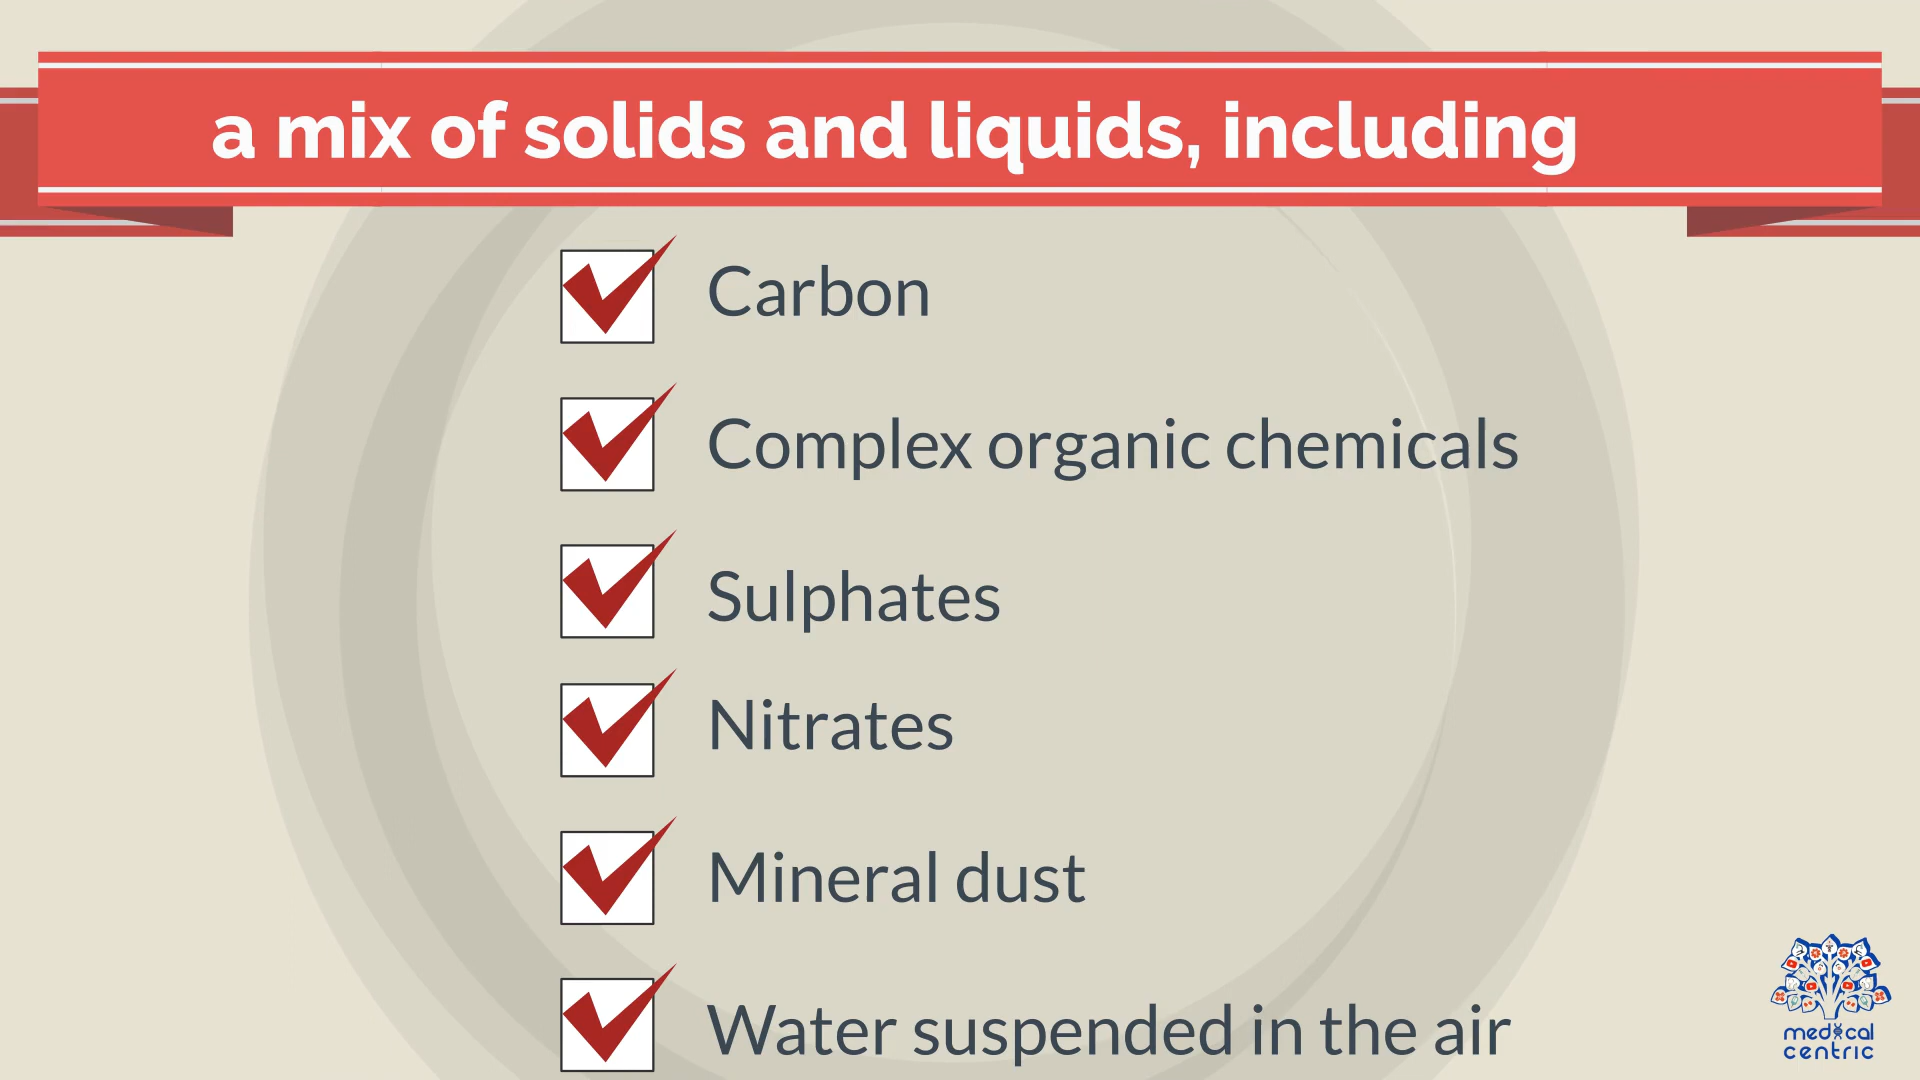 a mix of solids and liquids, including
Carbon
Complex organic chemicals
Sulphates
Nitrates
Mineral dust
Water suspended in the air
medical
centric